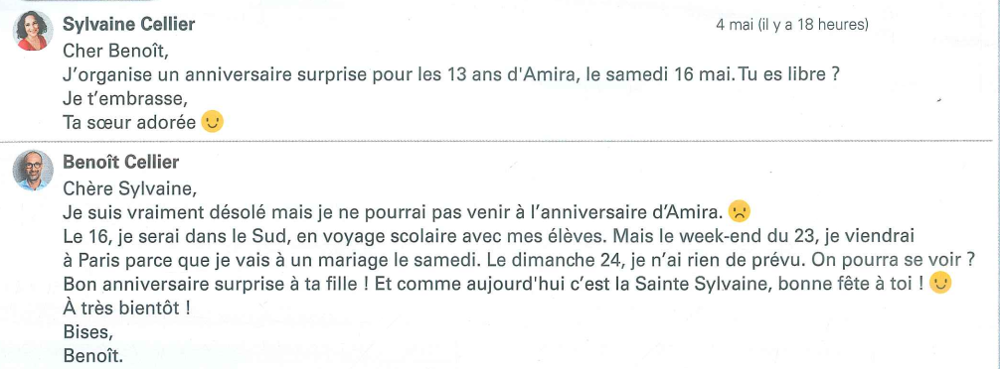 Sylvaine Cellier
4 mai (il y a 18 heures)
Cher Benoît,
J'organise un anniversaire surprise pour les 13 ans d'Amira, le samedi 16 mai.Tu es libre ?
Je t'embrasse,
Ta sœur adorée
Benoît Cellier
Chère Sylvaine,
Je suis vraiment désolé mais je ne pourrai pas venir à l'anniversaire d'Amira.
Le 16, je serai dans le Sud, en voyage scolaire avec mes élèves. Mais le week-end du 23, je viendrai
à Paris parce que je vais à un mariage le samedi. Le dimanche 24, je n'ai rien de prévu. On pourra se voir ?
Bon anniversaire surprise à ta fille ! Et comme aujourd'hui c'est la Sainte Sylvaine, bonne fête à toi !
À très bientôt !
Bises,
Benoît.